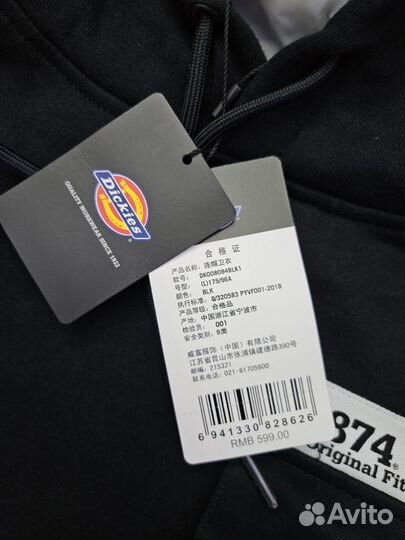 Dickies
QUALITY WORKWEAR SINCE 1922
合格证
产品名称: 连帽卫衣
款号: DK008084BLK1
号型: (L)175/96A
颜色: BLK
执行标准: Q/320583 PYVF001-2018
产品等级: 合格品
产地: 中国浙江省宁波市
检验员: 001
安全类别: B类
威富服饰（中国）有限公司
江苏省昆山市张浦镇建德路390号
邮编: 215321
联系电话: 021-61705600
6 941330 828626
RMB 599.00
874®
Original Fit
Avito